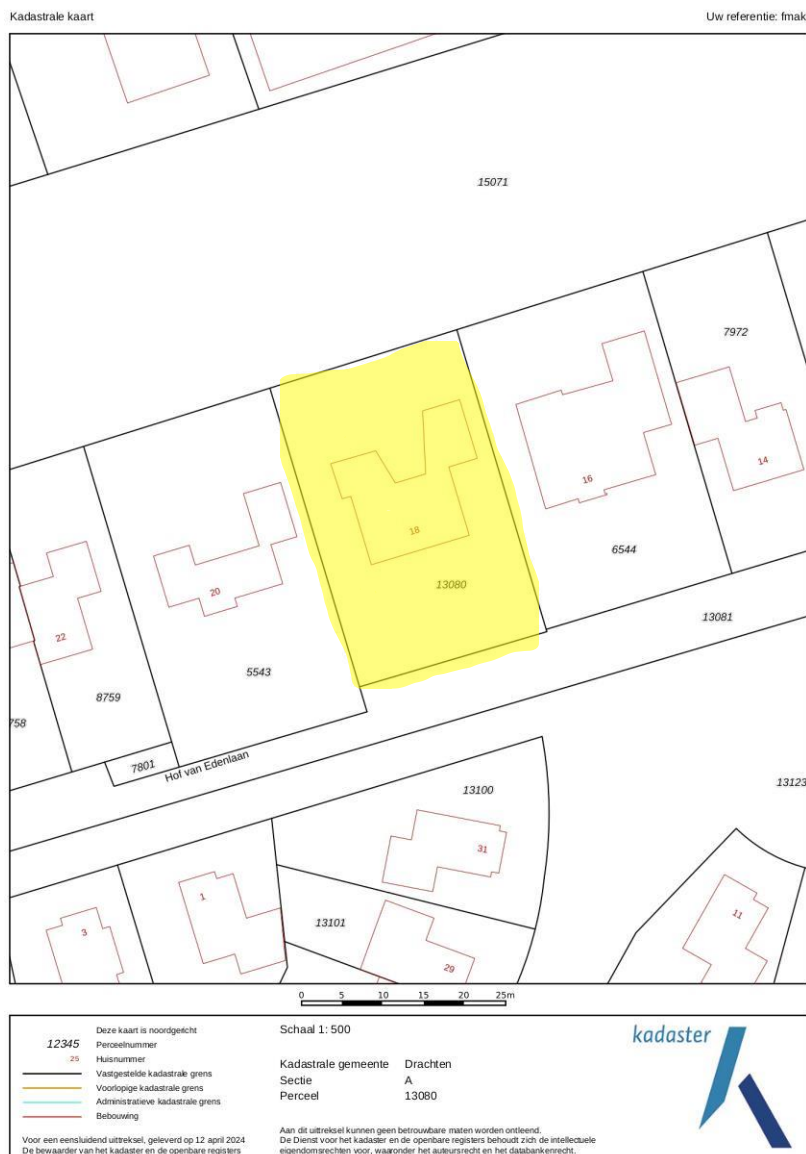 Kadastrale kaart
Uw referentie: fmak
15071
7972
14
16
6544
18
13080
13081
20
5543
22
8759
758
7801
Hof van Edenlaan
13100
13123
31
1
3
13101
29
11
0 5 10 15 20 25m
Deze kaart is noordgericht
12345 Perceelnummer
25 Huisnummer
Vastgestelde kadastrale grens
Voorlopige kadastrale grens
Administratieve kadastrale grens
Bebouwing
Voor een eensluidend uittreksel, geleverd op 12 april 2024
De bewaarder van het kadaster en de openbare registers
Schaal 1: 500
Kadastrale gemeente Drachten
Sectie A
Perceel 13080
Aan dit uittreksel kunnen geen betrouwbare maten worden ontleend.
De Dienst voor het kadaster en de openbare registers behoudt zich de intellectuele
eigendomsrechten voor, waaronder het auteursrecht en het databankenrecht.
kadaster